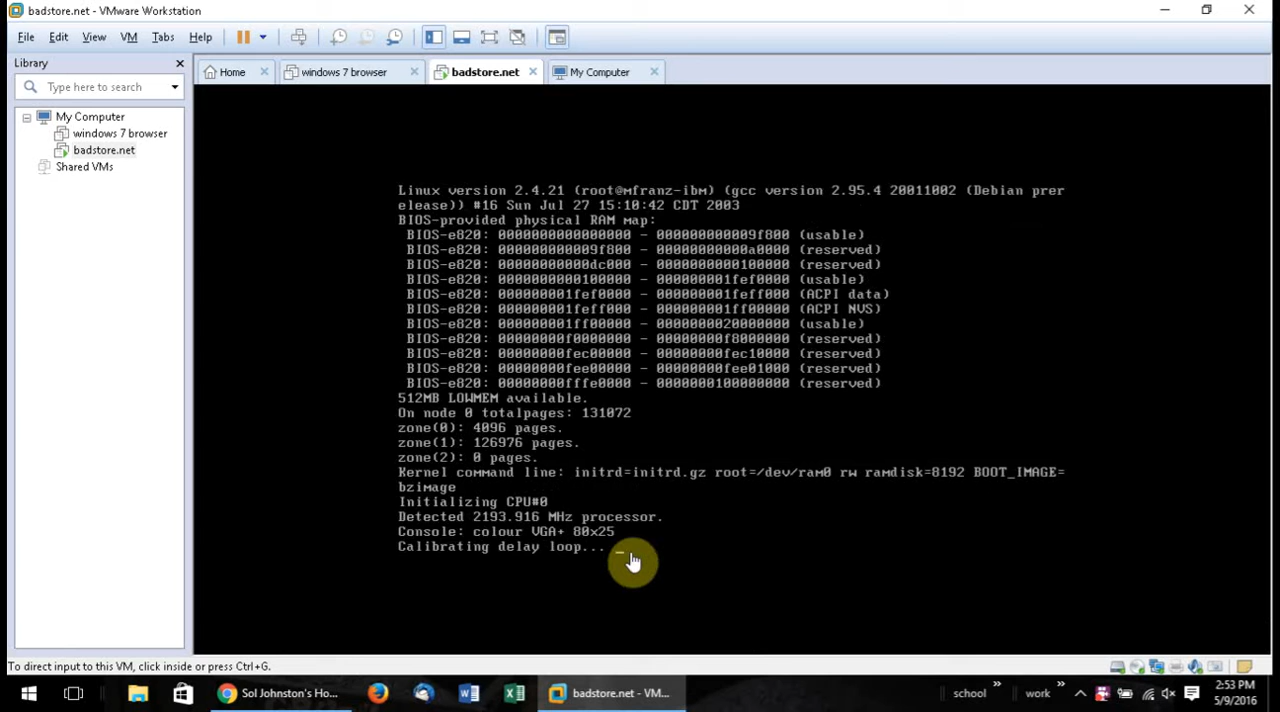 badstore.net - VMware Workstation
File Edit View VM Tabs Help
Library
Type here to search
My Computer
windows 7 browser
badstore.net
Shared VMs
Home
windows 7 browser
badstore.net
My Computer
Linux version 2.4.21 (root@mfranz-ibm) (gcc version 2.95.4 20011002 (Debian prer
elease)) #16 Sun Jul 27 15:10:42 CDT 2003
BIOS-provided physical RAM map:
BIOS-e820: 0000000000000000 - 000000000009f800 (usable)
BIOS-e820: 000000000009f800 - 00000000000a0000 (reserved)
BIOS-e820: 00000000000dc000 - 0000000000100000 (reserved)
BIOS-e820: 0000000000100000 - 000000001fef0000 (usable)
BIOS-e820: 000000001fef0000 - 000000001feff000 (ACPI data)
BIOS-e820: 000000001feff000 - 000000001ff00000 (ACPI NVS)
BIOS-e820: 000000001ff00000 - 0000000020000000 (usable)
BIOS-e820: 00000000f0000000 - 00000000f8000000 (reserved)
BIOS-e820: 00000000fec00000 - 00000000fec10000 (reserved)
BIOS-e820: 00000000fee00000 - 00000000fee01000 (reserved)
BIOS-e820: 00000000fffe0000 - 0000000100000000 (reserved)
512MB LOWMEM available.
On node 0 totalpages: 131072
zone(0): 4096 pages.
zone(1): 126976 pages.
zone(2): 0 pages.
Kernel command line: initrd=initrd.gz root=/dev/ram0 rw ramdisk=8192 BOOT_IMAGE=
bzimage
Initializing CPU#0
Detected 2193.916 MHz processor.
Console: colour VGA+ 80x25
Calibrating delay loop... _
To direct input to this VM, click inside or press Ctrl+G.
Sol Johnston's Ho...
badstore.net - VM...
school
work
2:53 PM
5/9/2016